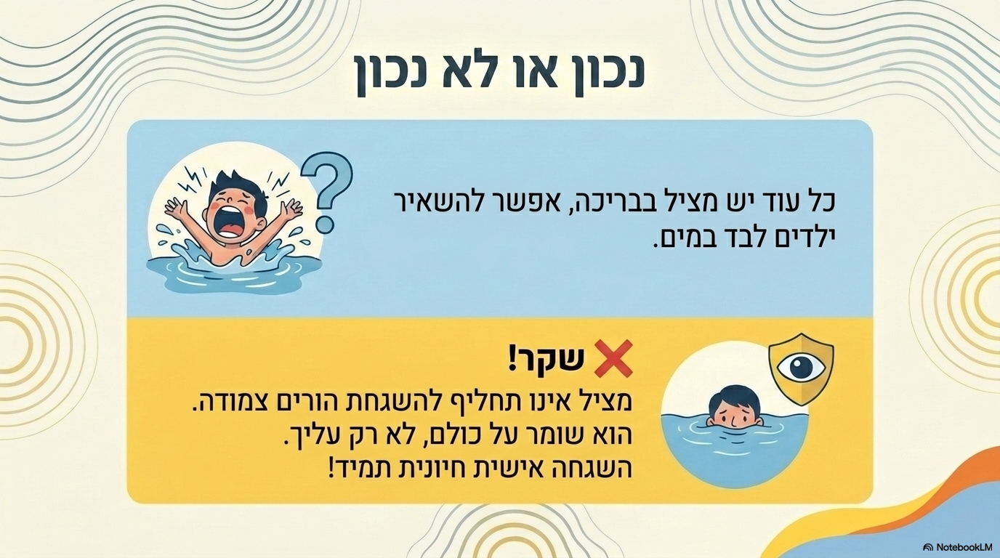 נכון או לא נכון
כל עוד יש מציל בבריכה, אפשר להשאיר
ילדים לבד במים.
שקר!
מציל אינו תחליף להשגחת הורים צמודה.
הוא שומר על כולם, לא רק עליך.
השגחה אישית חיונית תמיד!
NotebookLM